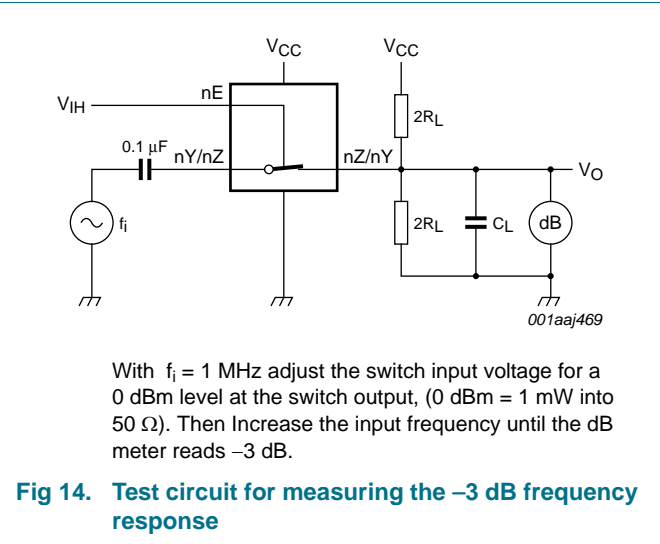 VCC VCC
nE
VIH
2RL
0.1 μF nY/nZ nZ/nY
VO
fi 2RL CL dB
001aaj469
With fi = 1 MHz adjust the switch input voltage for a
0 dBm level at the switch output, (0 dBm = 1 mW into
50 Ω). Then Increase the input frequency until the dB
meter reads −3 dB.
Fig 14. Test circuit for measuring the −3 dB frequency
response